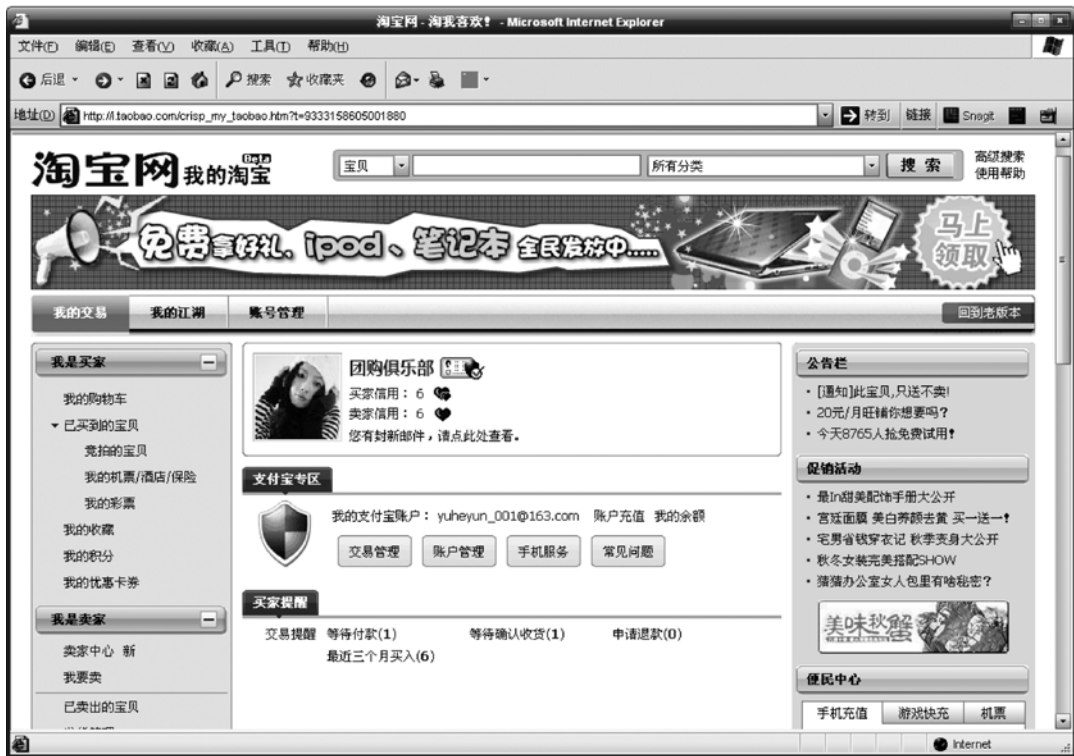 淘宝网 - 淘我喜欢! - Microsoft Internet Explorer
文件(F) 编辑(E) 查看(V) 收藏(A) 工具(T) 帮助(H)
后退 搜索 收藏夹
地址(D) http://i.taobao.com/crisp_my_taobao.htm?t=9333158605001880 转到 链接 SnagIt
淘宝网 我的淘宝 Beta
宝贝 所有分类 搜索
高级搜索
使用帮助
免费拿好礼、ipod、笔记本 全民发放中.....
马上
领取
我的交易 我的江湖 账号管理 回到老版本
我是买家
我的购物车
已买到的宝贝
竞拍的宝贝
我的机票/酒店/保险
我的彩票
我的收藏
我的积分
我的优惠卡券
我是卖家
卖家中心 新
我要卖
已卖出的宝贝
团购俱乐部
买家信用: 6
卖家信用: 6
您有封新邮件,请点此处查看。
支付宝专区
我的支付宝账户: yuheyun_001@163.com 账户充值 我的余额
交易管理 账户管理 手机服务 常见问题
买家提醒
交易提醒 等待付款(1) 等待确认收货(1) 申请退款(0)
最近三个月买入(6)
公告栏
· [通知]此宝贝,只送不卖!
· 20元/月旺铺你想要吗?
· 今天8765人抢免费试用!
促销活动
· 最In甜美配饰手册大公开
· 宫廷面膜 美白养颜去黄 买一送一!
· 宅男省钱穿衣记 秋季变身大公开
· 秋冬女装完美搭配SHOW
· 猜猜办公室女人包里有啥秘密?
美味秋蟹
便民中心
手机充值 游戏快充 机票
Internet